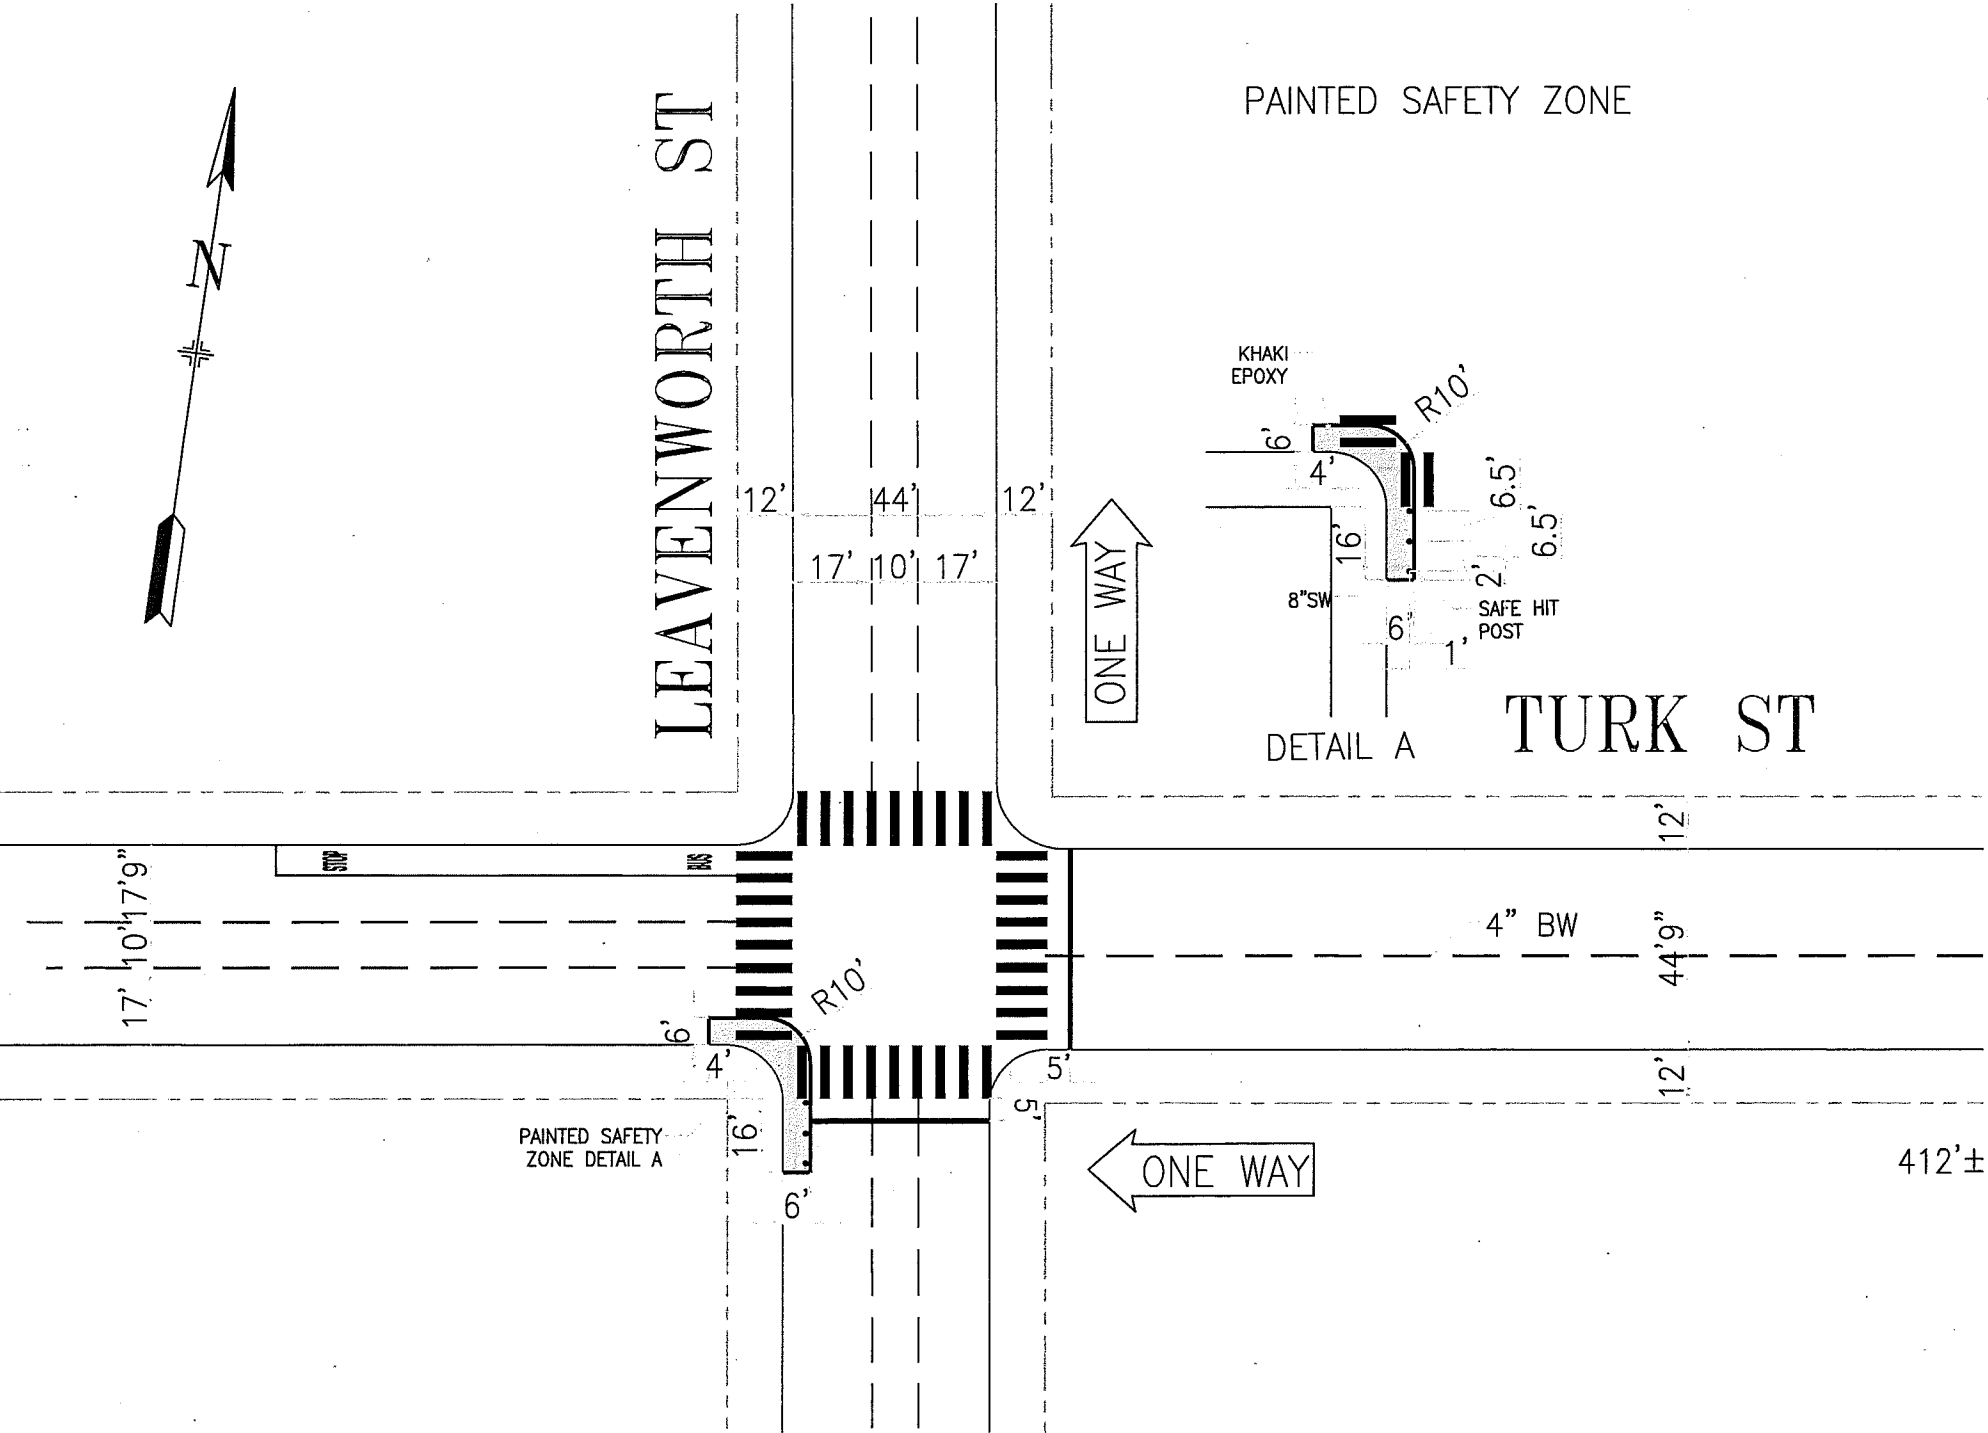 PAINTED SAFETY ZONE
N
LEAVENWORTH ST
KHAKI
EPOXY
R10'
6'
4'
16'
6.5'
6.5'
2'
8"SW
SAFE HIT
POST
6'
1'
DETAIL A
TURK ST
12'
44'
12'
17'
10'
17'
ONE WAY
STOP
BUS
17'9"
10'
17'
12'
4" BW
44'9"
12'
R10'
6'
4'
16'
6'
5'
5'
PAINTED SAFETY
ZONE DETAIL A
ONE WAY
412'±